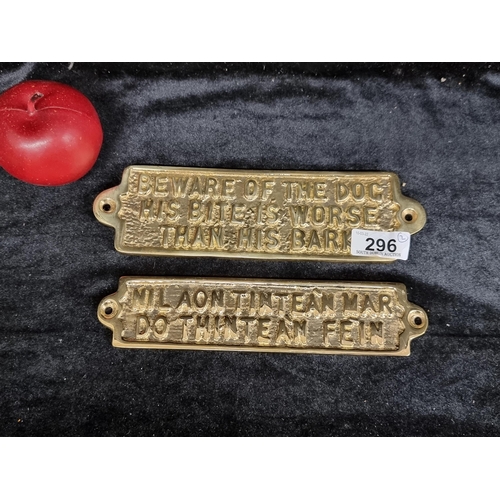 BEWARE OF THE DOG
HIS BITE IS WORSE
THAN HIS BARK
296
NIL AON TINTEAN MAR
DO THINTEAN FEIN